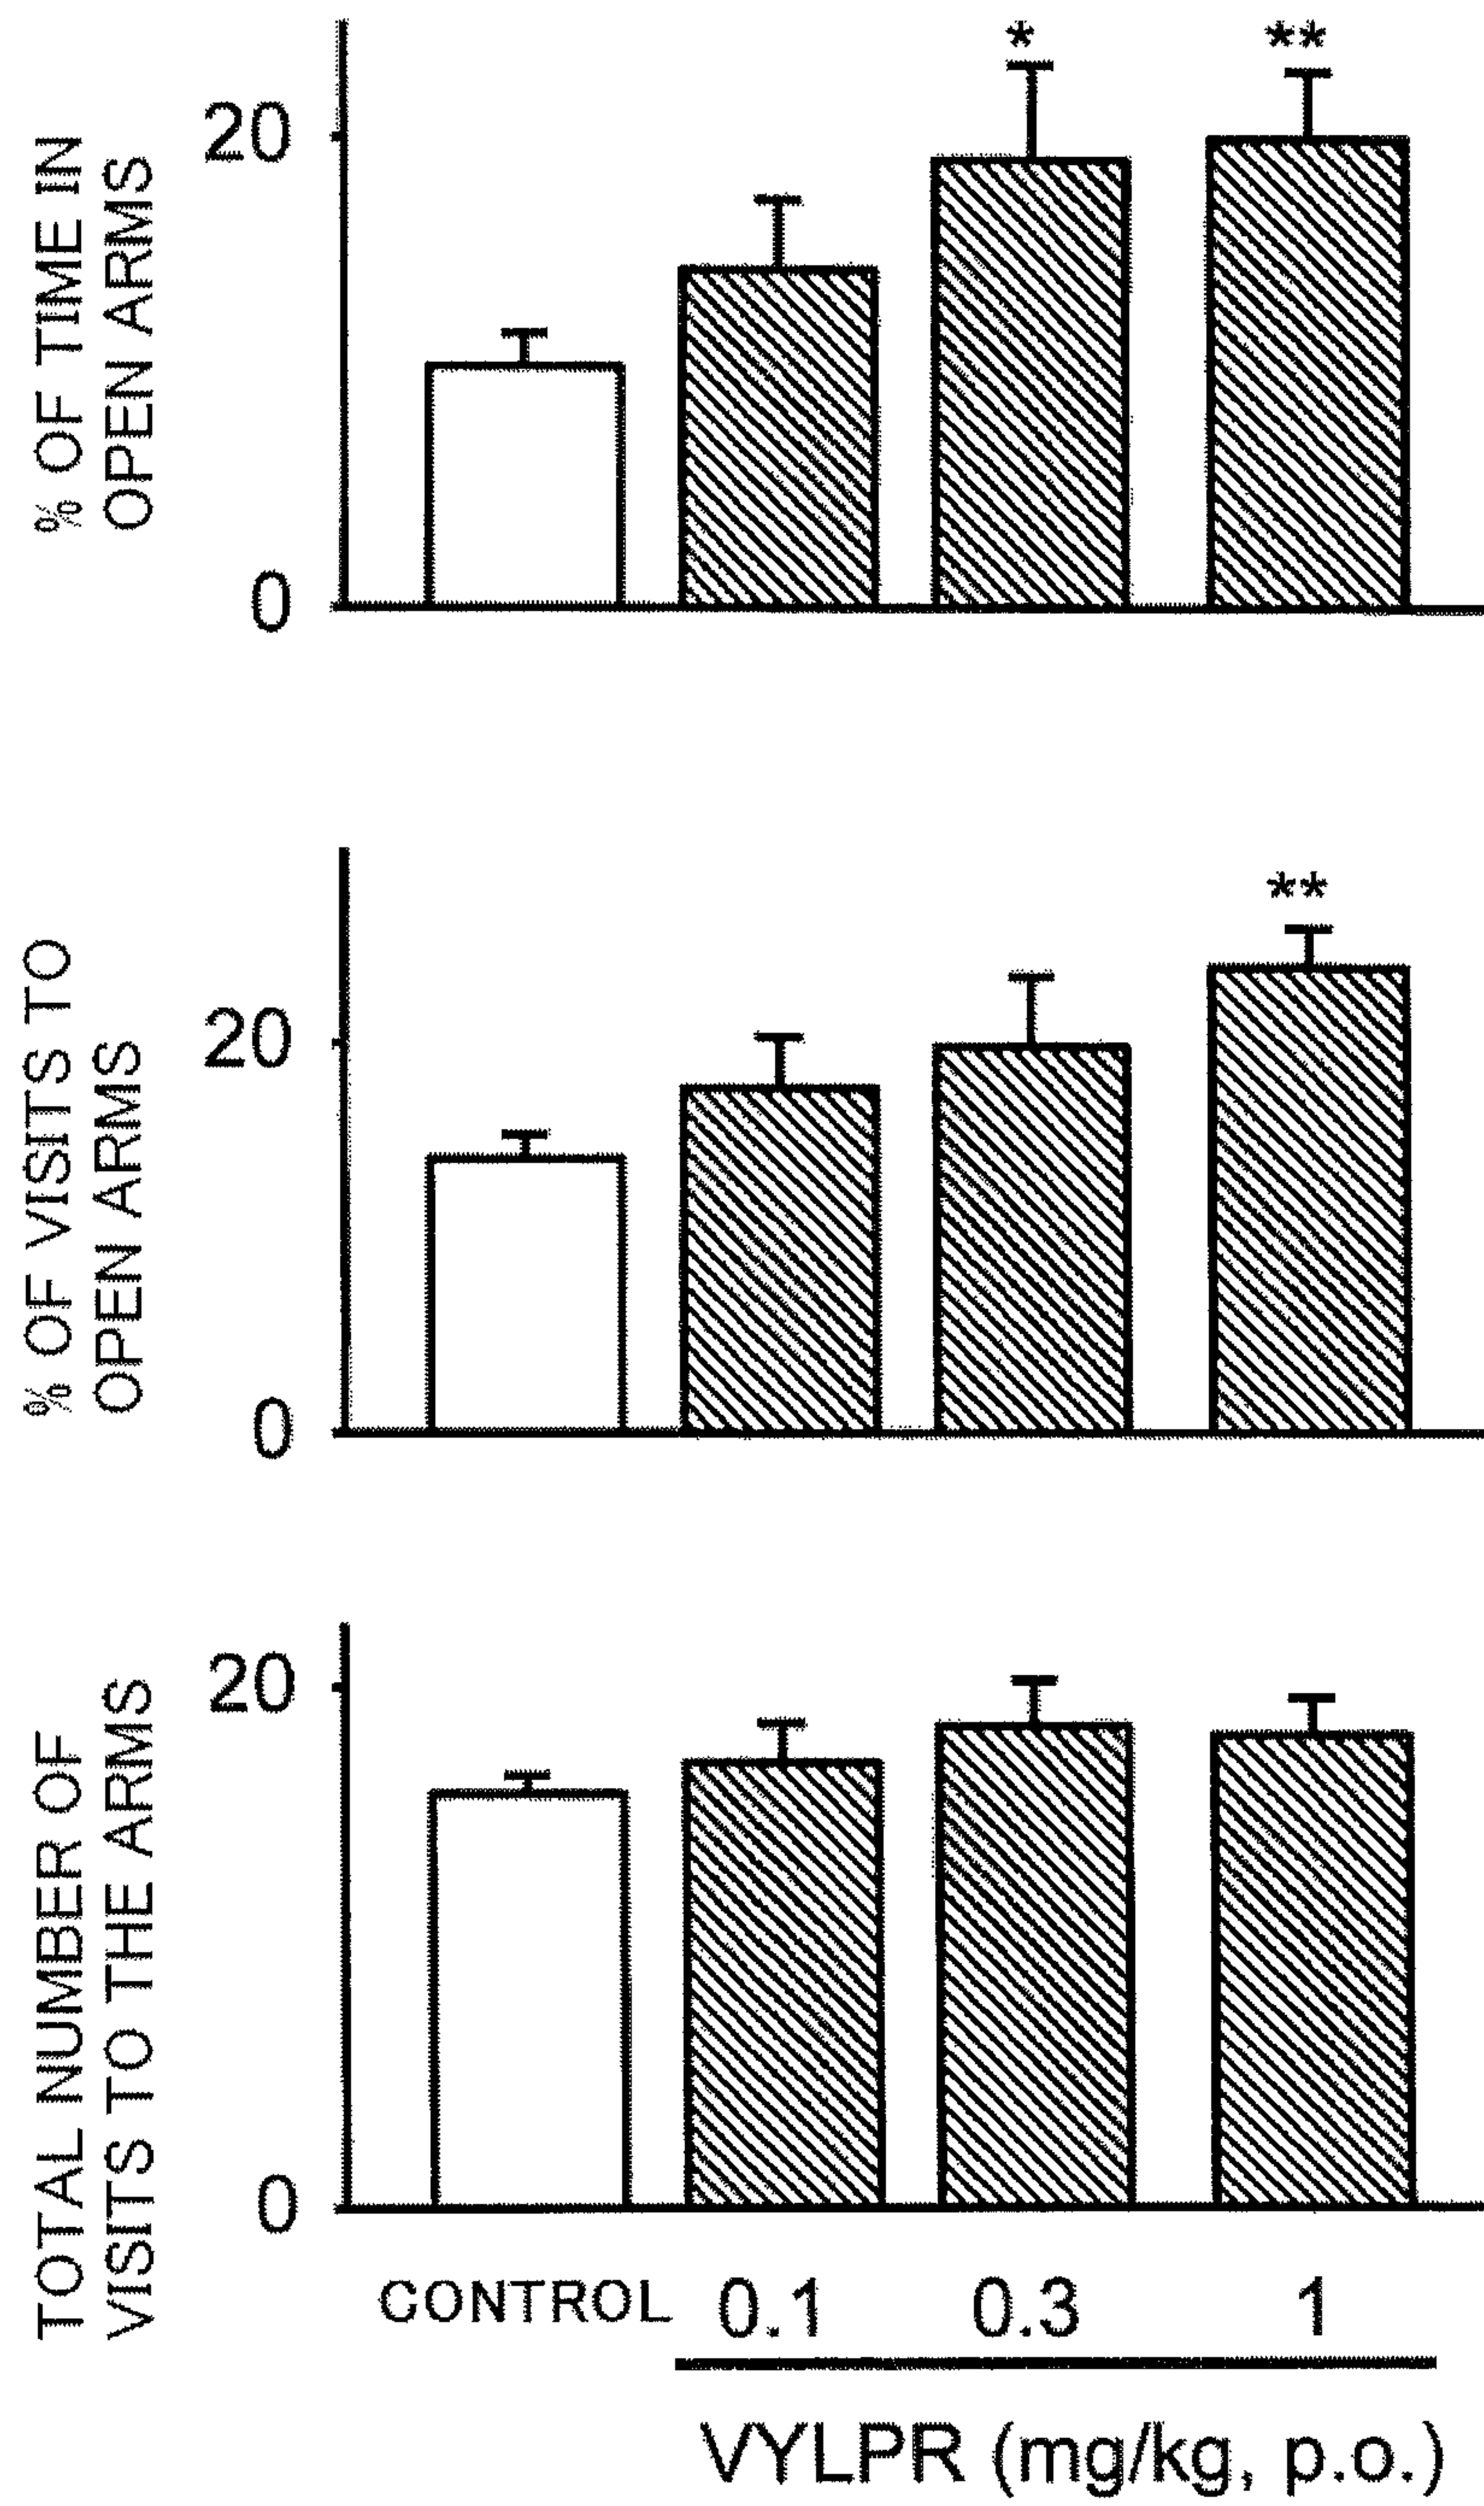 % OF TIME IN
OPEN ARMS
20
0
*
**
% OF VISITS TO
OPEN ARMS
20
0
**
TOTAL NUMBER OF
VISITS TO THE ARMS
20
0
CONTROL 0.1 0.3 1
VYLPR (mg/kg, p.o.)